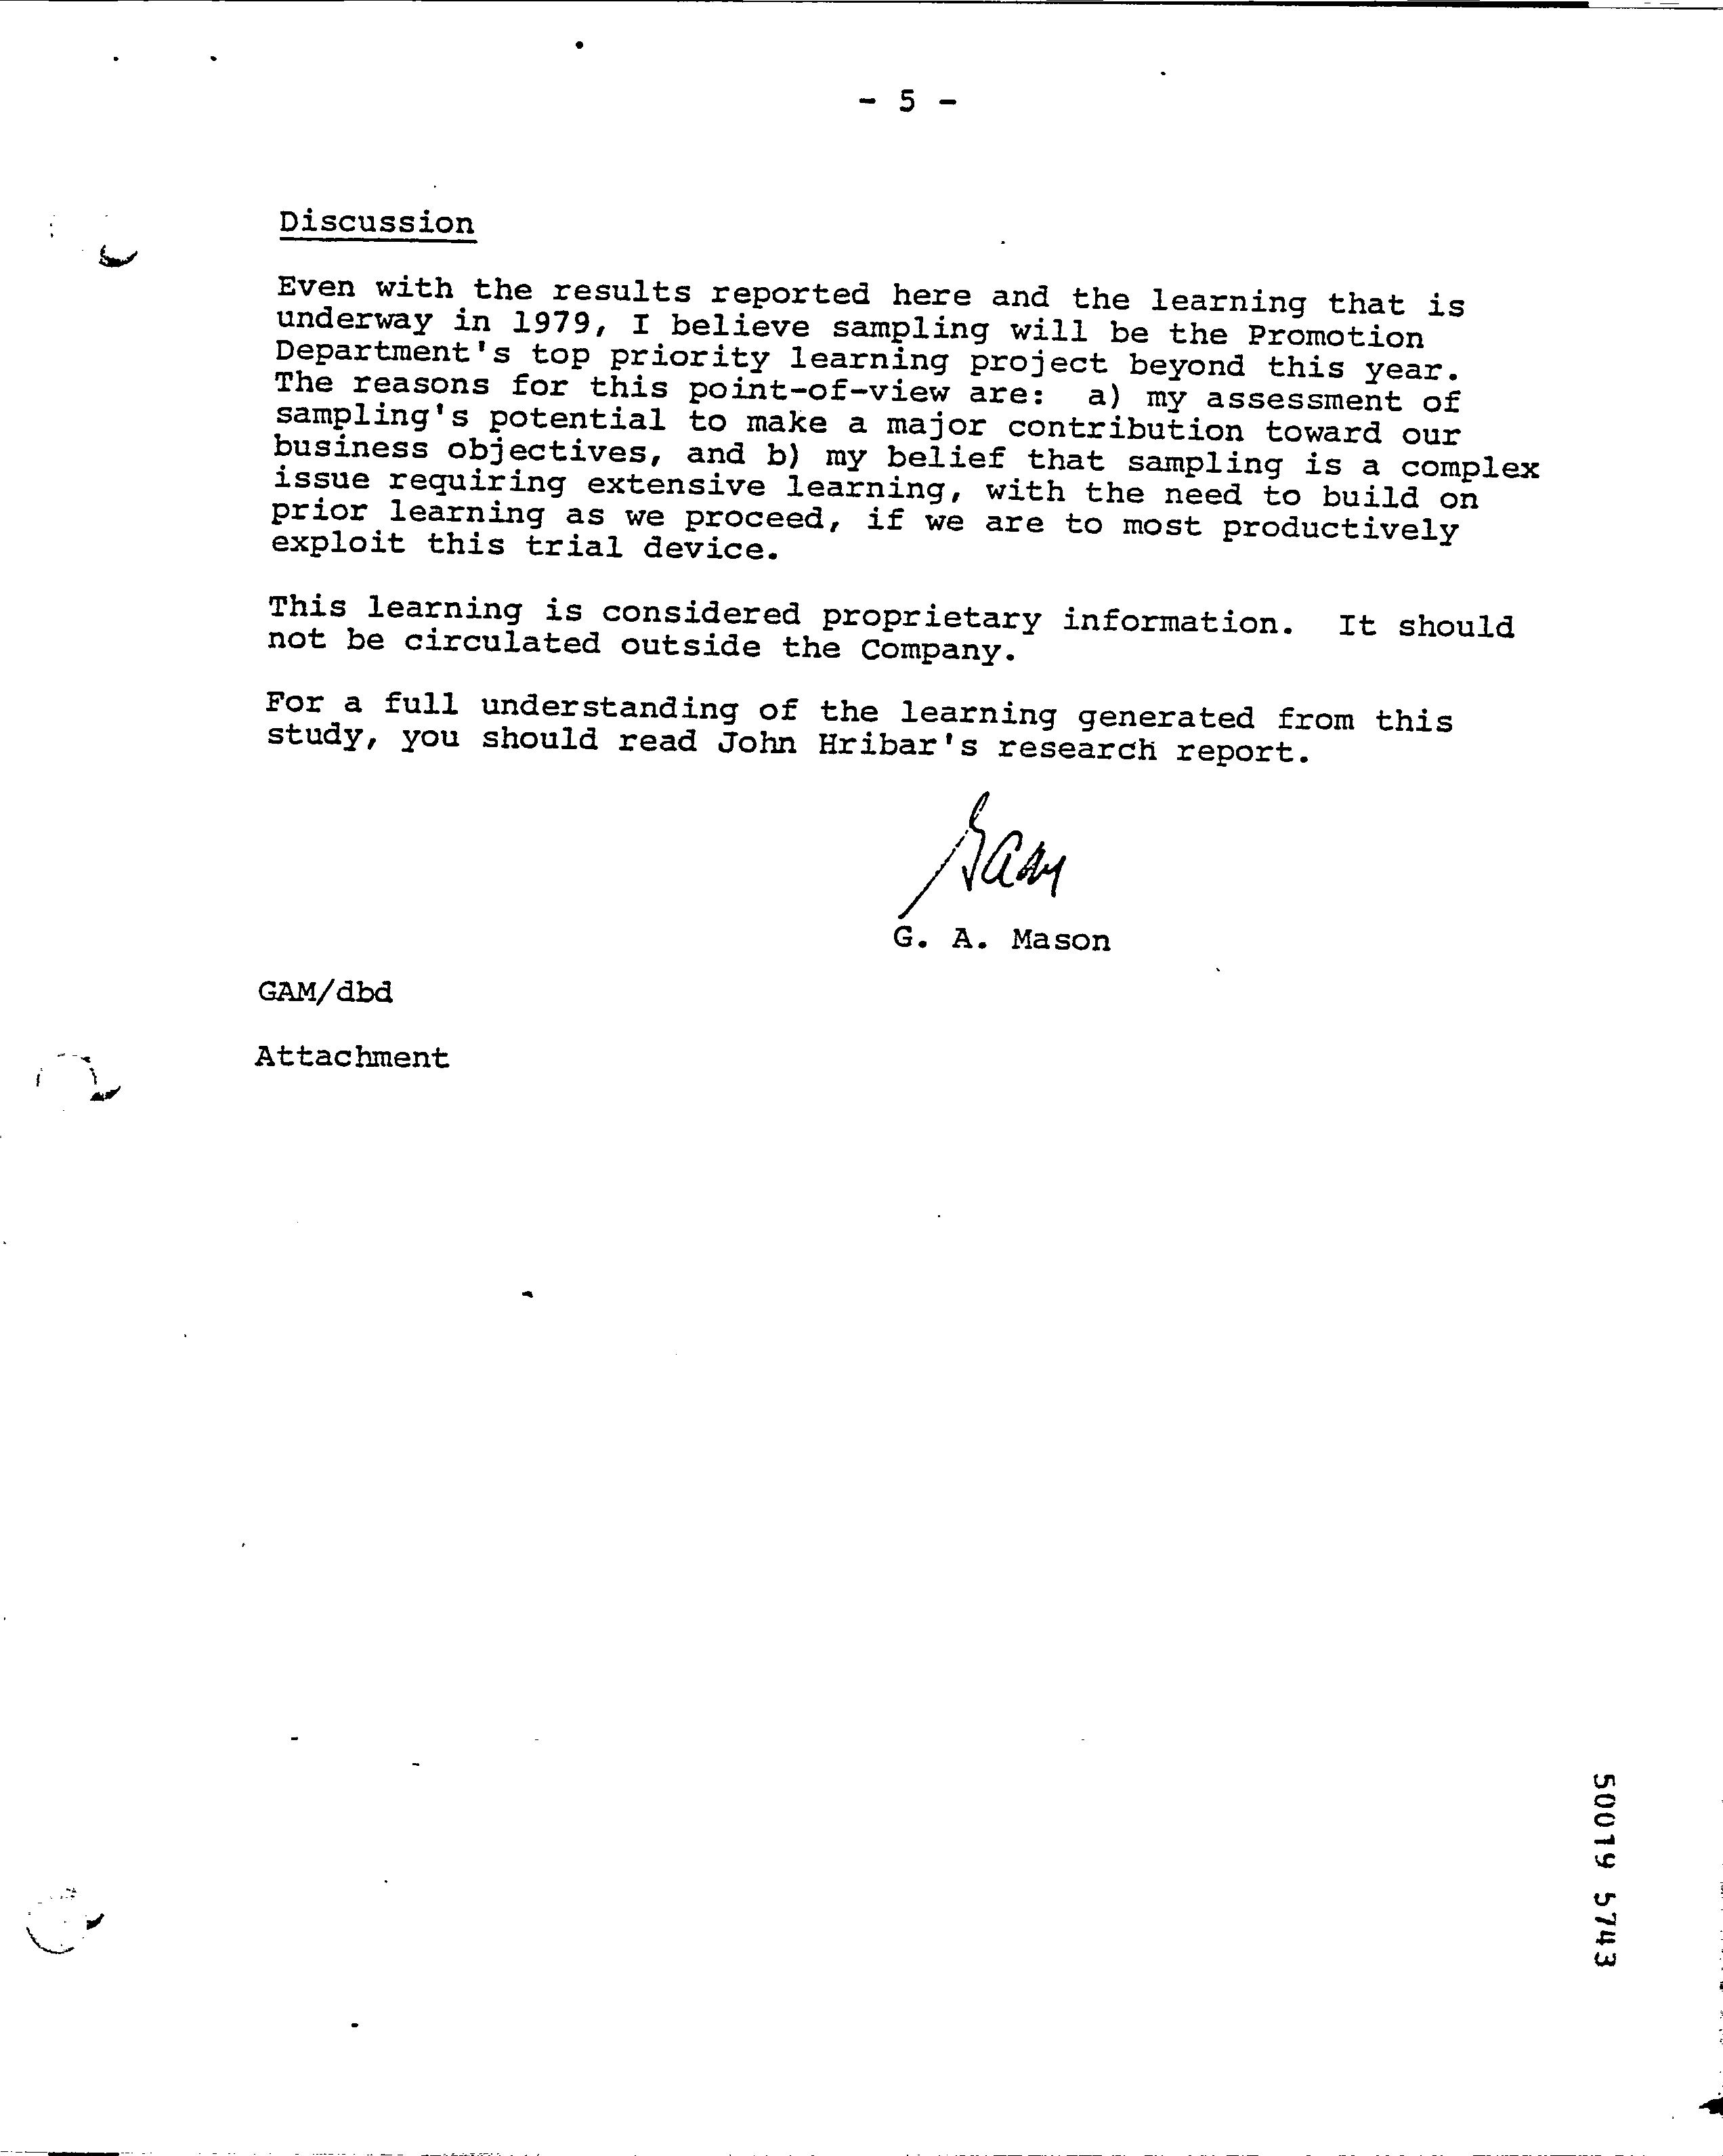 - 5 -
Discussion
Even with the results reported here and the learning that is
underway in 1979, I believe sampling will be the Promotion
Department's top priority learning project beyond this year.
The reasons for this point-of-view are:  a) my assessment of
sampling's potential to make a major contribution toward our
business objectives, and b) my belief that sampling is a complex
issue requiring extensive learning, with the need to build on
prior learning as we proceed, if we are to most productively
exploit this trial device.
This learning is considered proprietary information.  It should
not be circulated outside the Company.
For a full understanding of the learning generated from this
study, you should read John Hribar's research report.
G. A. Mason
GAM/dbd
Attachment
50019 5743